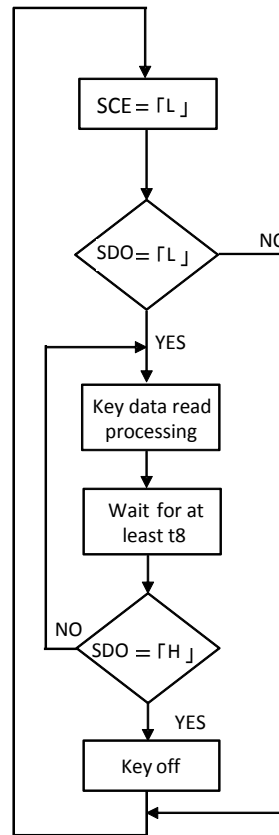 SCE = ｢L｣
SDO = ｢L｣
NO
YES
Key data read
processing
Wait for at
least t8
NO
SDO = ｢H｣
YES
Key off